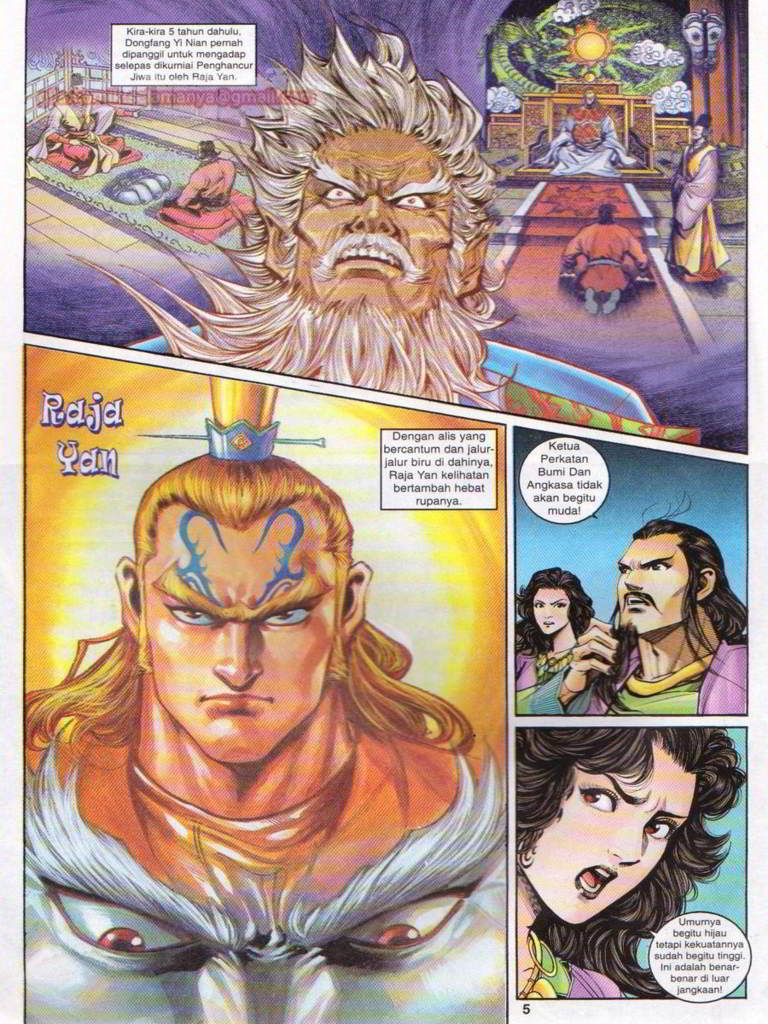 Kira-kira 5 tahun dahulu,
Dongfang Yi Nian pernah
dipanggil untuk mengadap
selepas dikurniai Penghancur
Jiwa itu oleh Raja Yan.
Raja
Yan
Dengan alis yang
bercantum dan jalur-
jalur biru di dahinya,
Raja Yan kelihatan
bertambah hebat
rupanya.
Ketua
Perkatan
Bumi Dan
Angkasa tidak
akan begitu
muda!
Umurnya
begitu hijau
tetapi kekuatannya
sudah begitu tinggi.
Ini adalah benar-
benar di luar
jangkaan!
5